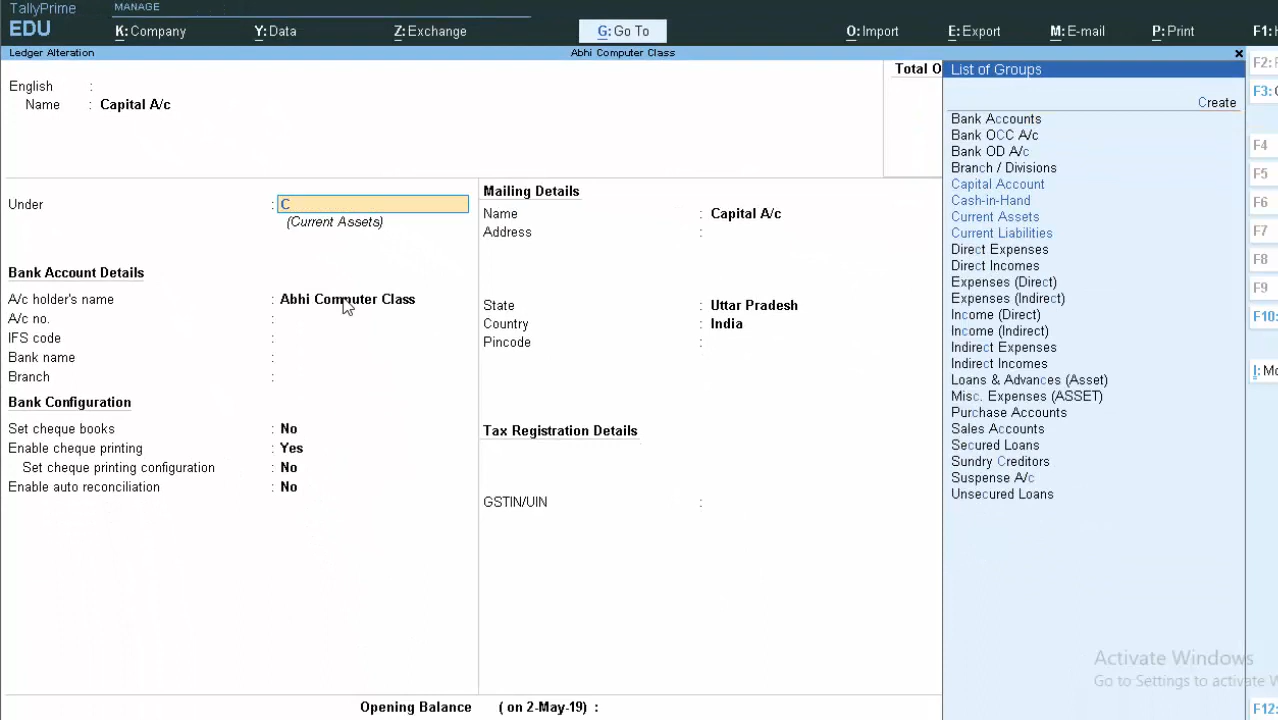 TallyPrime
EDU
MANAGE
K: Company
Y: Data
Z: Exchange
G: Go To
O: Import
E: Export
M: E-mail
P: Print
F1:
Ledger Alteration
Abhi Computer Class
English :
Name : Capital A/c
Total O
Under : C
(Current Assets)
Bank Account Details
A/c holder's name : Abhi Computer Class
A/c no. :
IFS code :
Bank name :
Branch :
Bank Configuration
Set cheque books : No
Enable cheque printing : Yes
Set cheque printing configuration : No
Enable auto reconciliation : No
Mailing Details
Name : Capital A/c
Address :
State : Uttar Pradesh
Country : India
Pincode :
Tax Registration Details
GSTIN/UIN :
Opening Balance ( on 2-May-19) :
List of Groups
Create
Bank Accounts
Bank OCC A/c
Bank OD A/c
Branch / Divisions
Capital Account
Cash-in-Hand
Current Assets
Current Liabilities
Direct Expenses
Direct Incomes
Expenses (Direct)
Expenses (Indirect)
Income (Direct)
Income (Indirect)
Indirect Expenses
Indirect Incomes
Loans & Advances (Asset)
Misc. Expenses (ASSET)
Purchase Accounts
Sales Accounts
Secured Loans
Sundry Creditors
Suspense A/c
Unsecured Loans
F2:
F3:
F4
F5
F6
F7
F8
F9
F10:
I: Mo
F12:
Activate Windows
Go to Settings to activate W